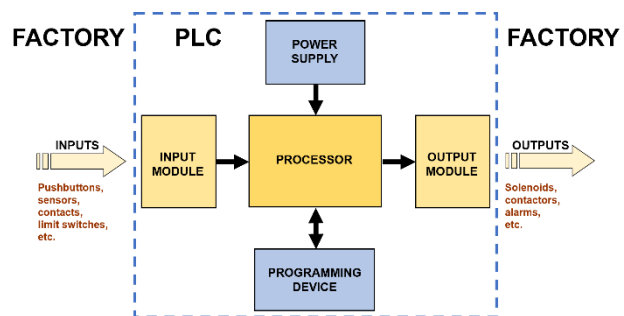 FACTORY
PLC
FACTORY
POWER
SUPPLY
INPUTS
INPUT
MODULE
PROCESSOR
OUTPUT
MODULE
OUTPUTS
Pushbuttons,
sensors,
contacts,
limit switches,
etc.
Solenoids,
contactors,
alarms,
etc.
PROGRAMMING
DEVICE